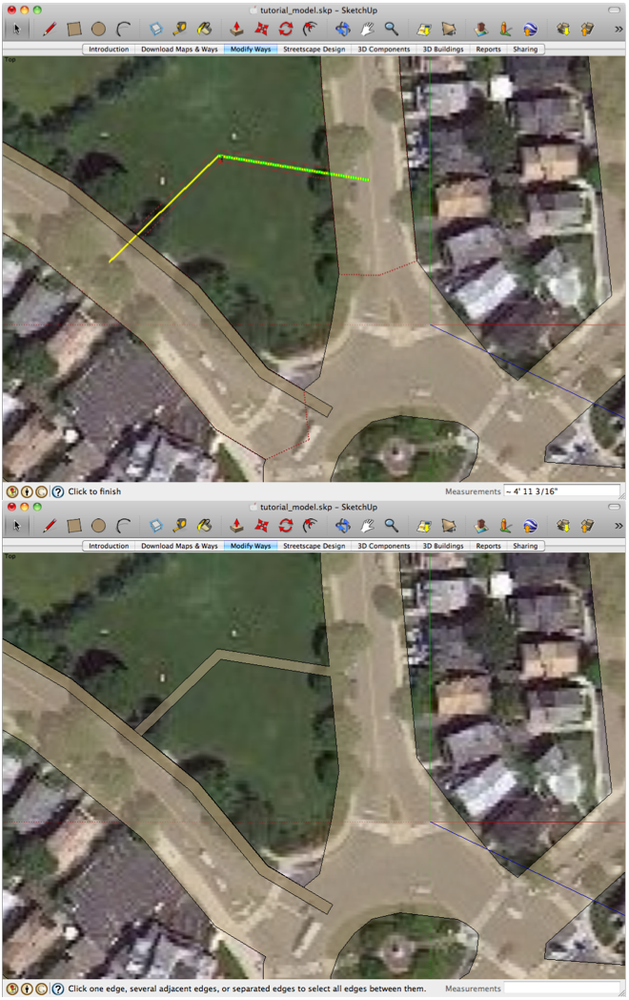 tutorial_model.skp – SketchUp
Introduction Download Maps & Ways Modify Ways Streetscape Design 3D Components 3D Buildings Reports Sharing
Top
Click to finish Measurements ~ 4' 11 3/16"
tutorial_model.skp – SketchUp
Introduction Download Maps & Ways Modify Ways Streetscape Design 3D Components 3D Buildings Reports Sharing
Top
Click one edge, several adjacent edges, or separated edges to select all edges between them. Measurements